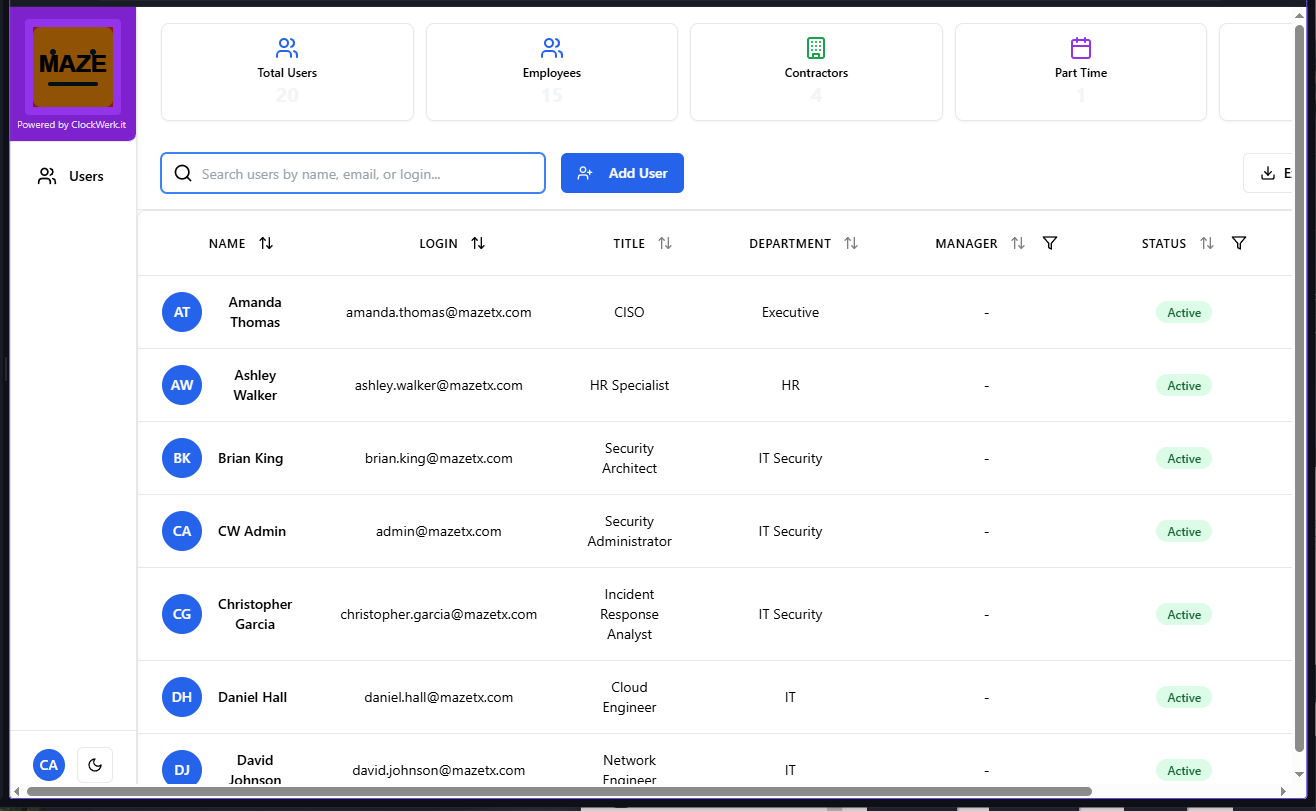 MAZE
Powered by ClockWerk.it
Users
CA
Total Users
20
Employees
15
Contractors
4
Part Time
1
Search users by name, email, or login...
Add User
NAME LOGIN TITLE DEPARTMENT MANAGER STATUS
AT Amanda Thomas amanda.thomas@mazetx.com CISO Executive - Active
AW Ashley Walker ashley.walker@mazetx.com HR Specialist HR - Active
BK Brian King brian.king@mazetx.com Security Architect IT Security - Active
CA CW Admin admin@mazetx.com Security Administrator IT Security - Active
CG Christopher Garcia christopher.garcia@mazetx.com Incident Response Analyst IT Security - Active
DH Daniel Hall daniel.hall@mazetx.com Cloud Engineer IT - Active
DJ David Johnson david.johnson@mazetx.com Network Engineer IT - Active